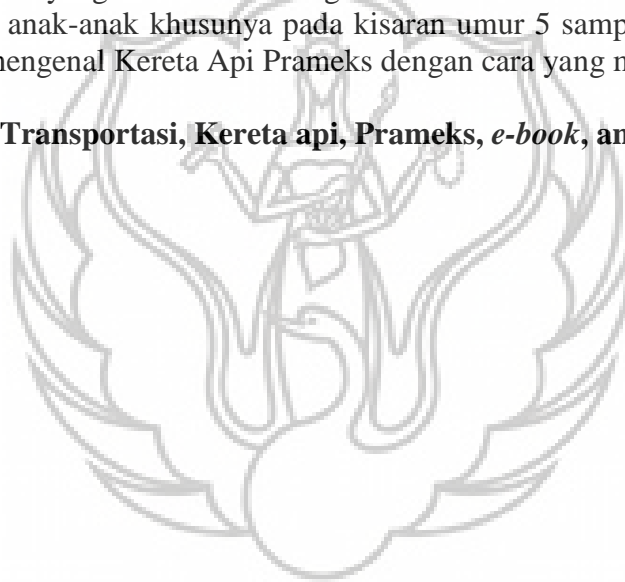 anak-anak khusunya pada kisaran umur 5 samp
mengenal Kereta Api Prameks dengan cara yang
Transportasi, Kereta api, Prameks, e-book, an